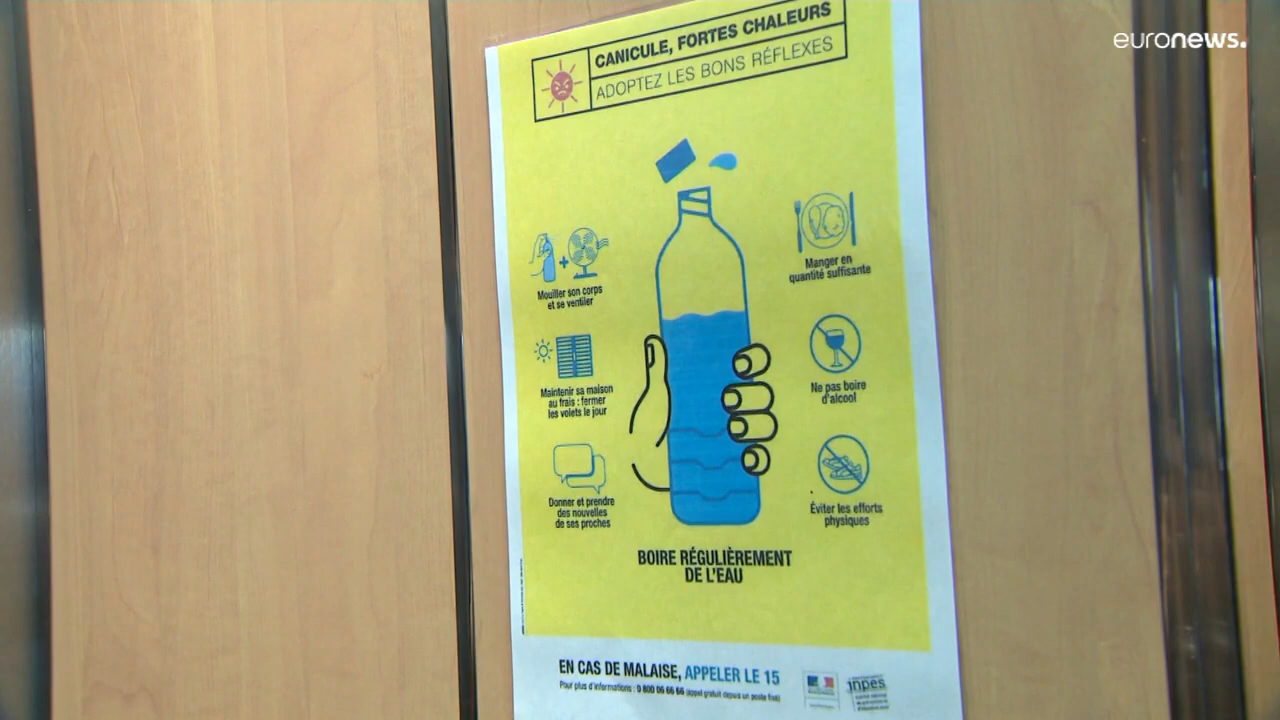 euronews.
CANICULE, FORTES CHALEURS
ADOPTEZ LES BONS RÉFLEXES
Mouiller son corps
et se ventiler
Maintenir sa maison
au frais : fermer
les volets le jour
Donner et prendre
des nouvelles
de ses proches
Manger en
quantité suffisante
Ne pas boire
d'alcool
Éviter les efforts
physiques
BOIRE RÉGULIÈREMENT
DE L'EAU
EN CAS DE MALAISE, APPELER LE 15
Pour plus d'informations : 0 800 06 66 66 (appel gratuit depuis un poste fixe)
inpes